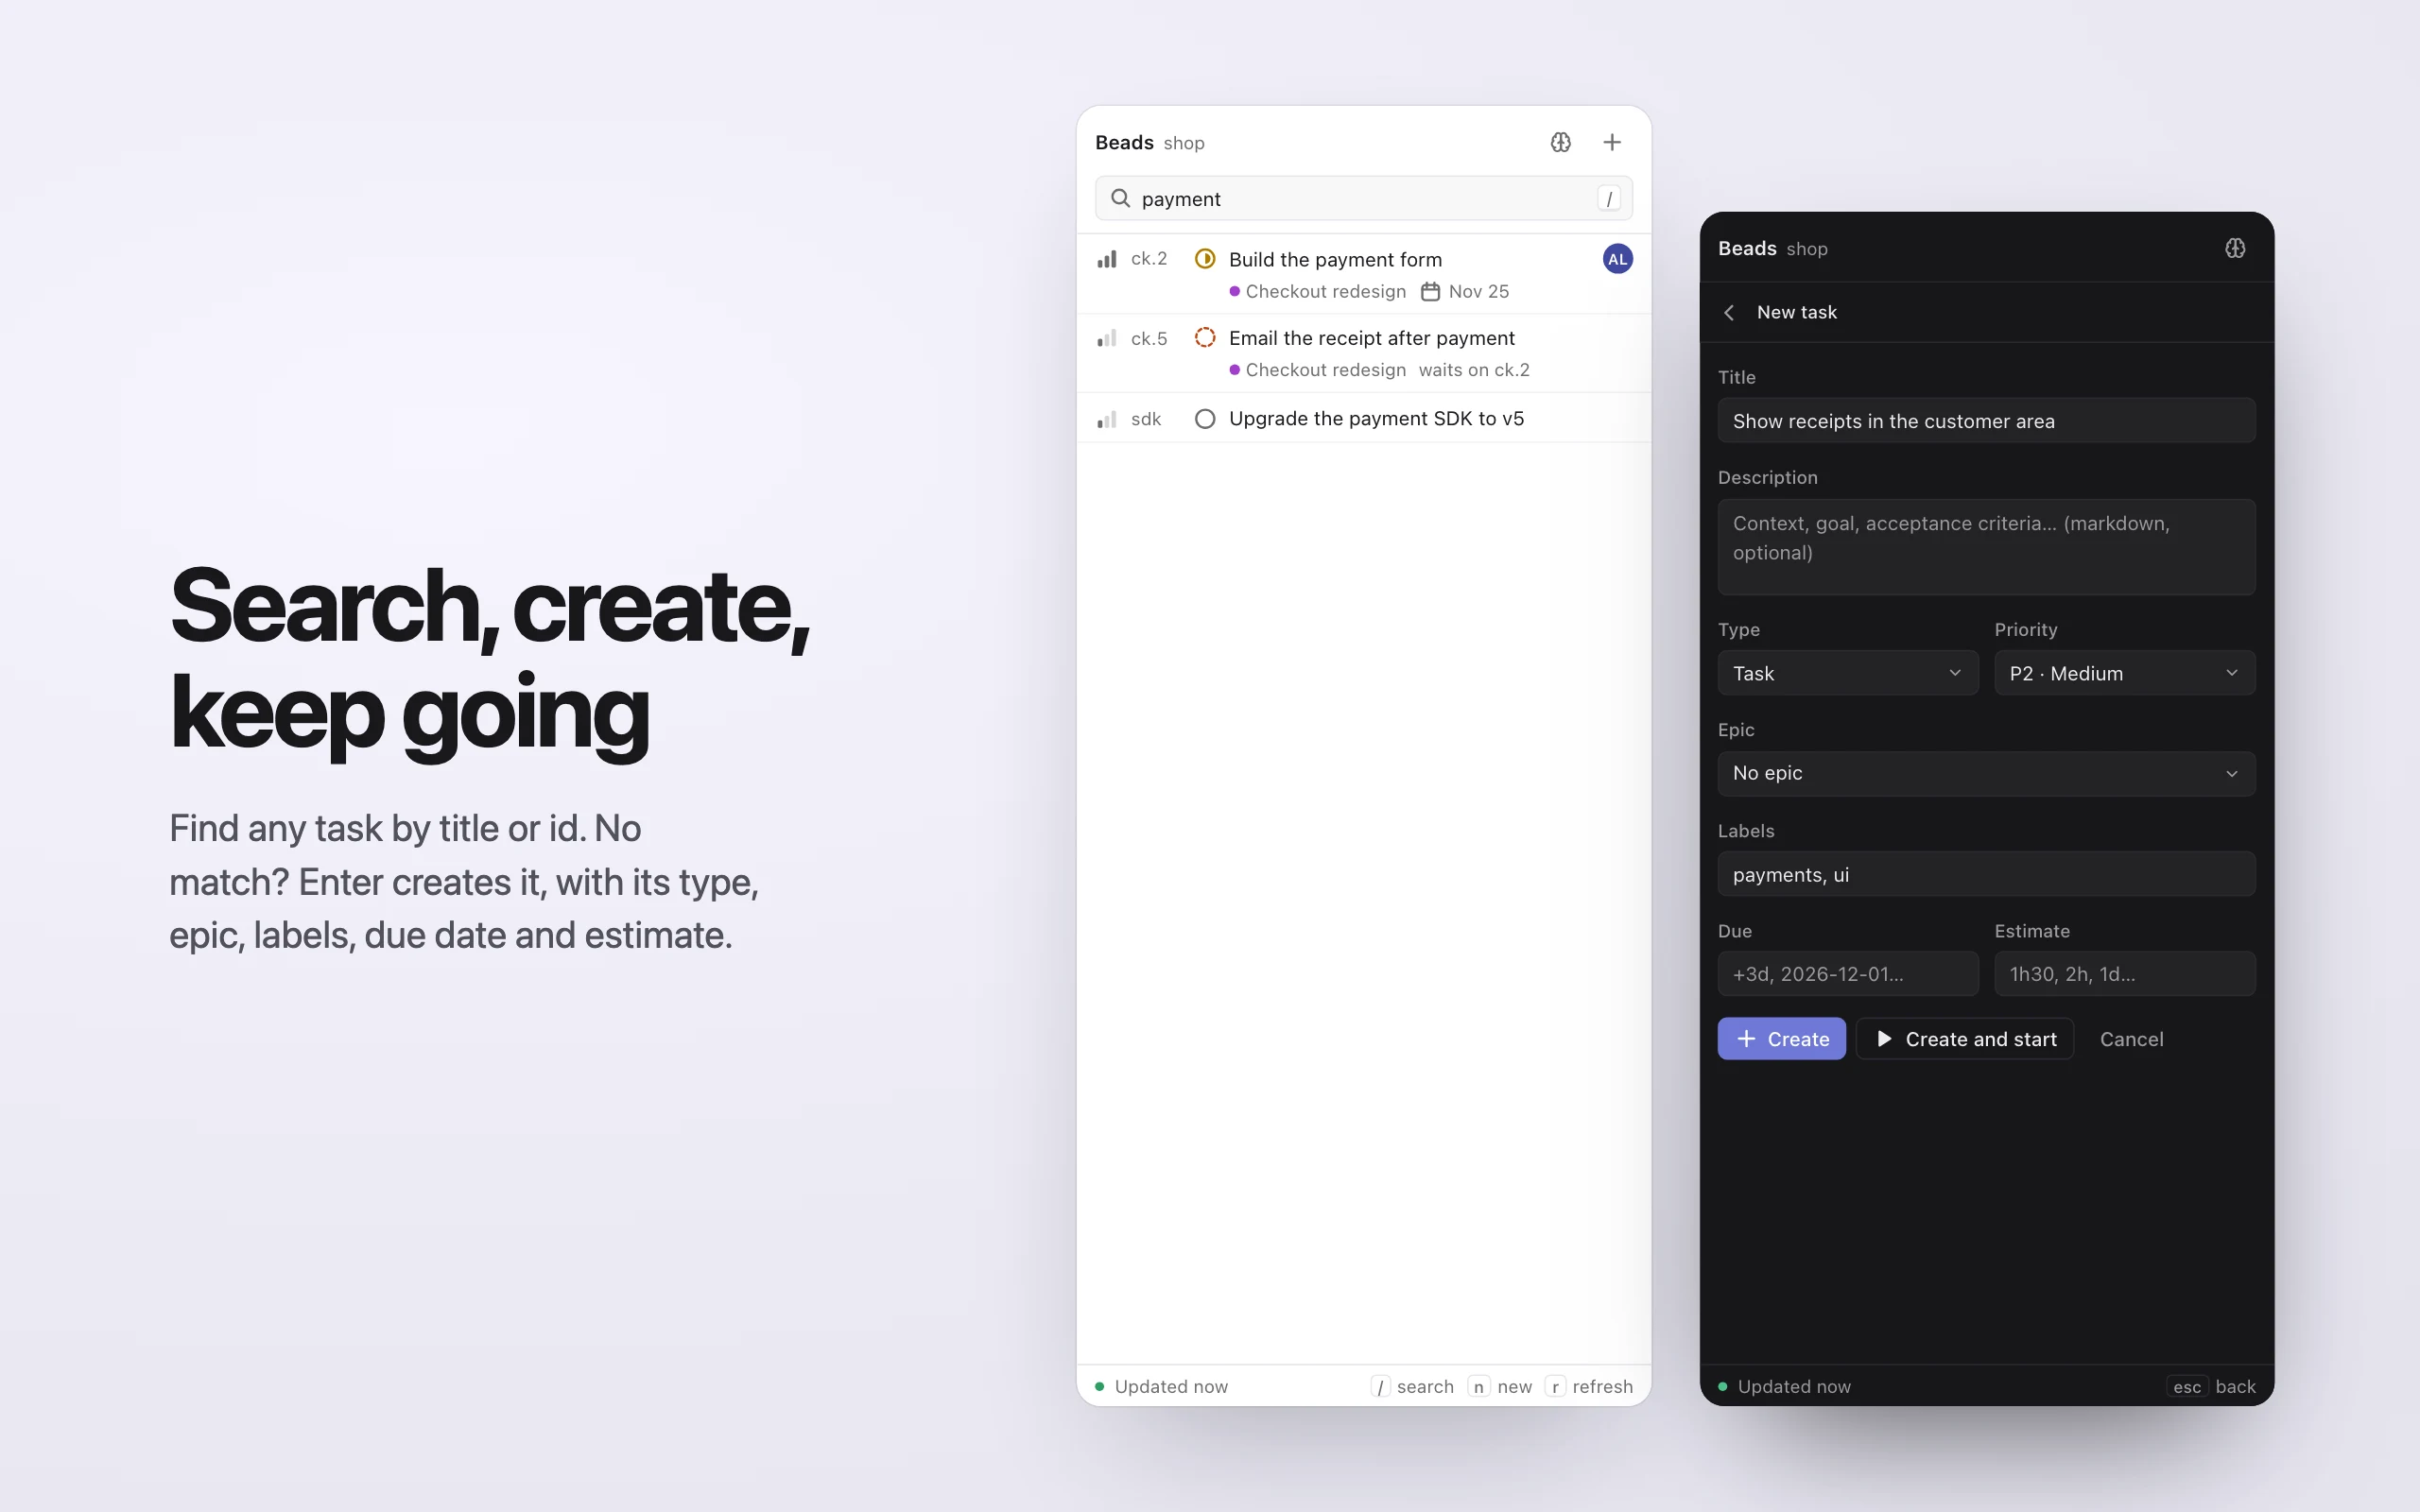 Search, create,
keep going
Find any task by title or id. No
match? Enter creates it, with its type,
epic, labels, due date and estimate.
Beads shop
payment /
ck.2 Build the payment form AL
Checkout redesign Nov 25
ck.5 Email the receipt after payment
Checkout redesign waits on ck.2
sdk Upgrade the payment SDK to v5
Updated now / search n new r refresh
Beads shop
New task
Title
Show receipts in the customer area
Description
Context, goal, acceptance criteria... (markdown,
optional)
Type Priority
Task P2 · Medium
Epic
No epic
Labels
payments, ui
Due Estimate
+3d, 2026-12-01... 1h30, 2h, 1d...
Create Create and start Cancel
Updated now esc back